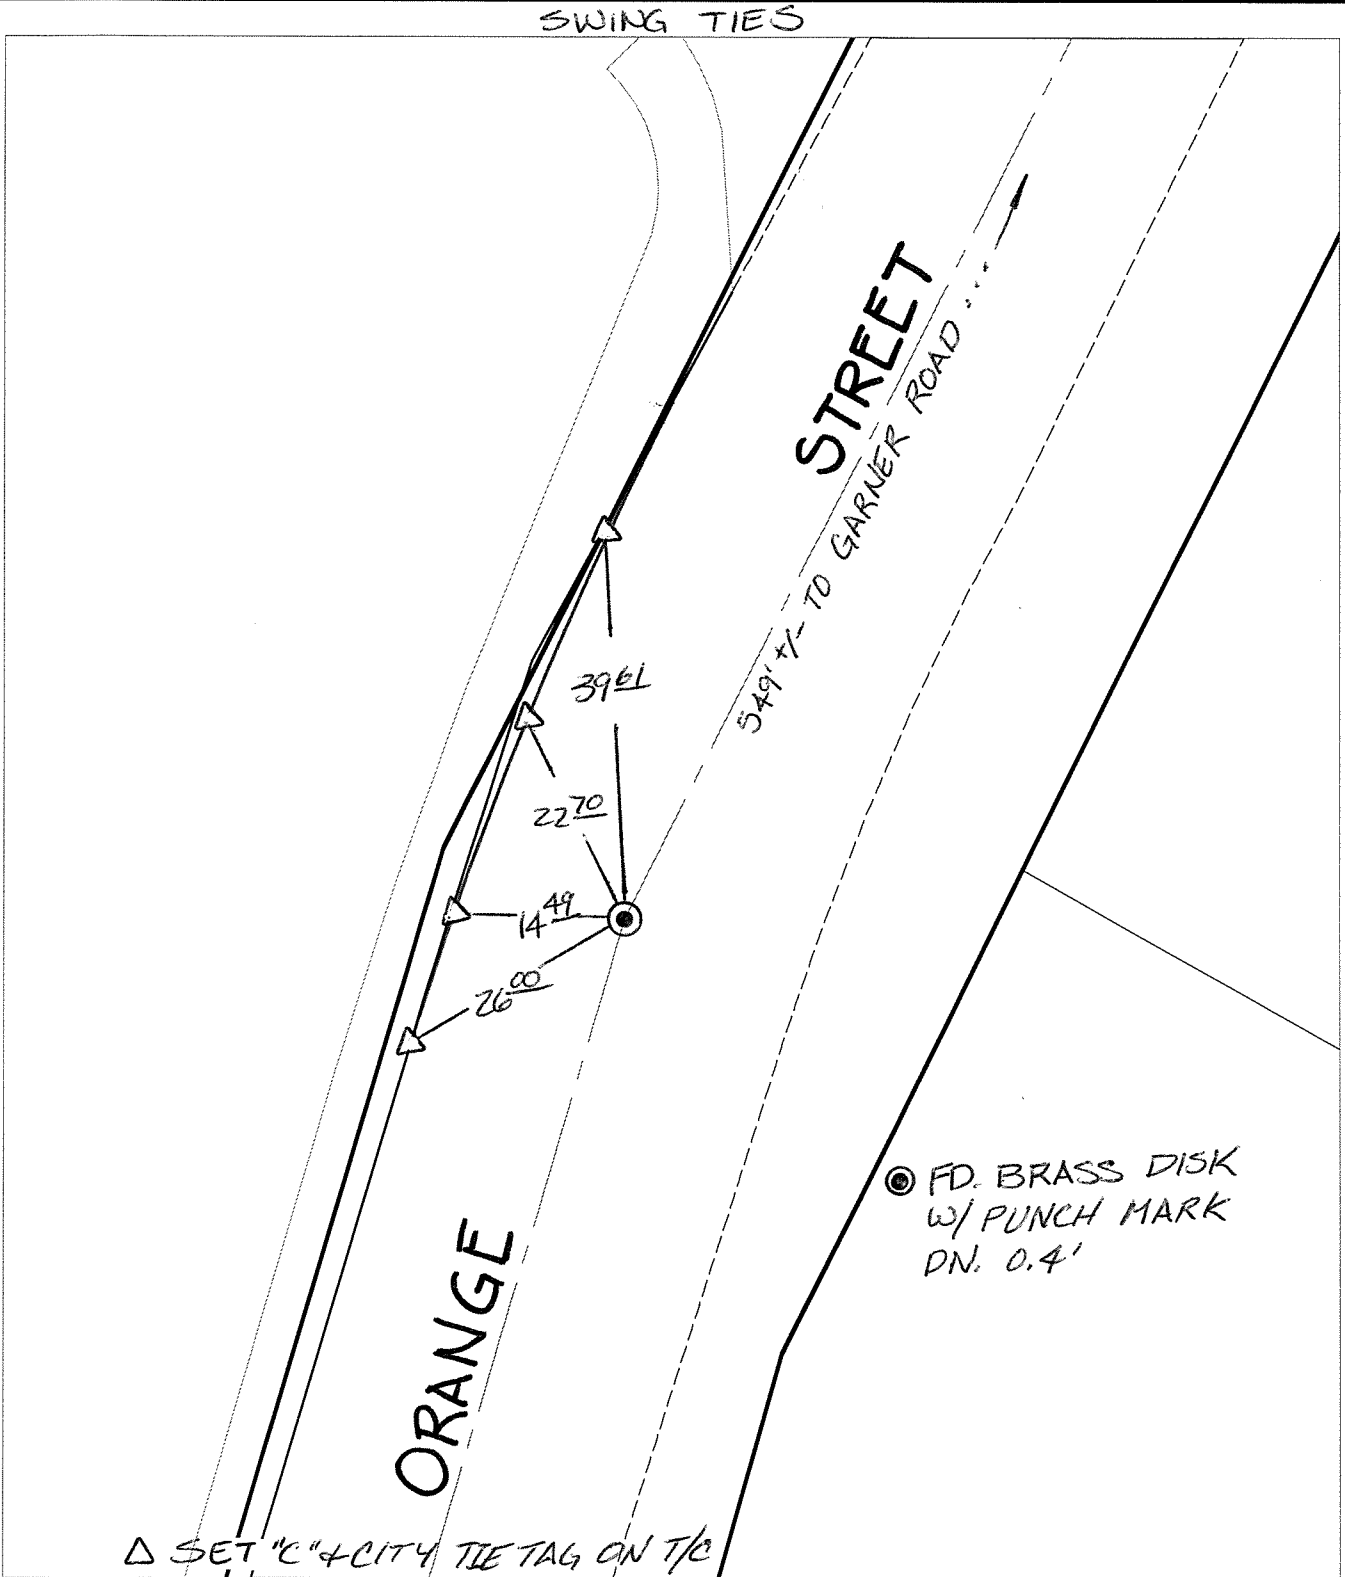 SWING TIES
STREET
549' +/- TO GARNER ROAD ...
39 61
22 70
14 49
26 00
FD. BRASS DISK
W/ PUNCH MARK
DN. 0.4'
ORANGE
SET "C" & CITY TIE TAG ON T/C